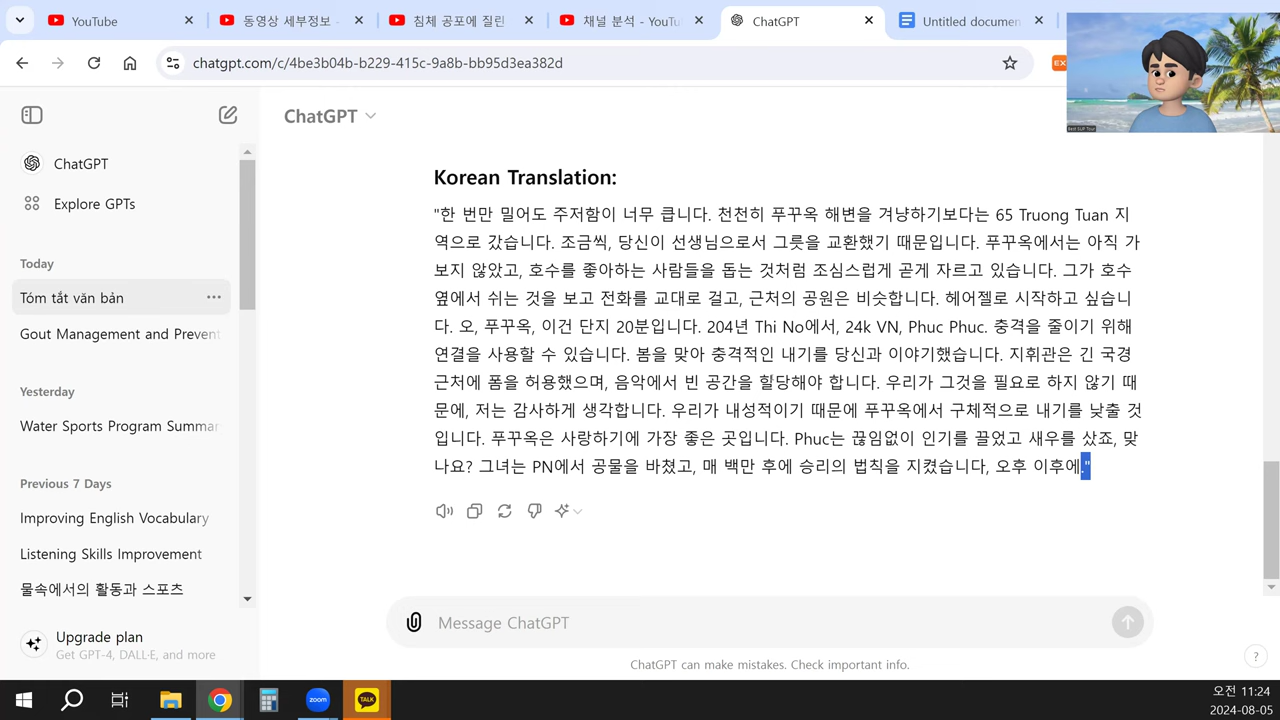 YouTube
동영상 세부정보 -
침체 공포에 질린
채널 분석 - YouTu
ChatGPT
Untitled documen
chatgpt.com/c/4be3b04b-b229-415c-9a8b-bb95d3ea382d
EX
Best SUP Tour
ChatGPT
ChatGPT
Explore GPTs
Today
Tóm tắt văn bản
Gout Management and Prevent
Yesterday
Water Sports Program Summar
Previous 7 Days
Improving English Vocabulary
Listening Skills Improvement
물속에서의 활동과 스포츠
Upgrade plan
Get GPT-4, DALL·E, and more
Korean Translation:
"한 번만 밀어도 주저함이 너무 큽니다. 천천히 푸꾸옥 해변을 겨냥하기보다는 65 Truong Tuan 지
역으로 갔습니다. 조금씩, 당신이 선생님으로서 그릇을 교환했기 때문입니다. 푸꾸옥에서는 아직 가
보지 않았고, 호수를 좋아하는 사람들을 돕는 것처럼 조심스럽게 곧게 자르고 있습니다. 그가 호수
옆에서 쉬는 것을 보고 전화를 교대로 걸고, 근처의 공원은 비슷합니다. 헤어젤로 시작하고 싶습니
다. 오, 푸꾸옥, 이건 단지 20분입니다. 204년 Thi No에서, 24k VN, Phuc Phuc. 충격을 줄이기 위해
연결을 사용할 수 있습니다. 봄을 맞아 충격적인 내기를 당신과 이야기했습니다. 지휘관은 긴 국경
근처에 폼을 허용했으며, 음악에서 빈 공간을 할당해야 합니다. 우리가 그것을 필요로 하지 않기 때
문에, 저는 감사하게 생각합니다. 우리가 내성적이기 때문에 푸꾸옥에서 구체적으로 내기를 낮출 것
입니다. 푸꾸옥은 사랑하기에 가장 좋은 곳입니다. Phuc는 끊임없이 인기를 끌었고 새우를 샀죠, 맞
나요? 그녀는 PN에서 공물을 바쳤고, 매 백만 후에 승리의 법칙을 지켰습니다, 오후 이후에."
Message ChatGPT
ChatGPT can make mistakes. Check important info.
?
zoom
TALK
오전 11:24
2024-08-05